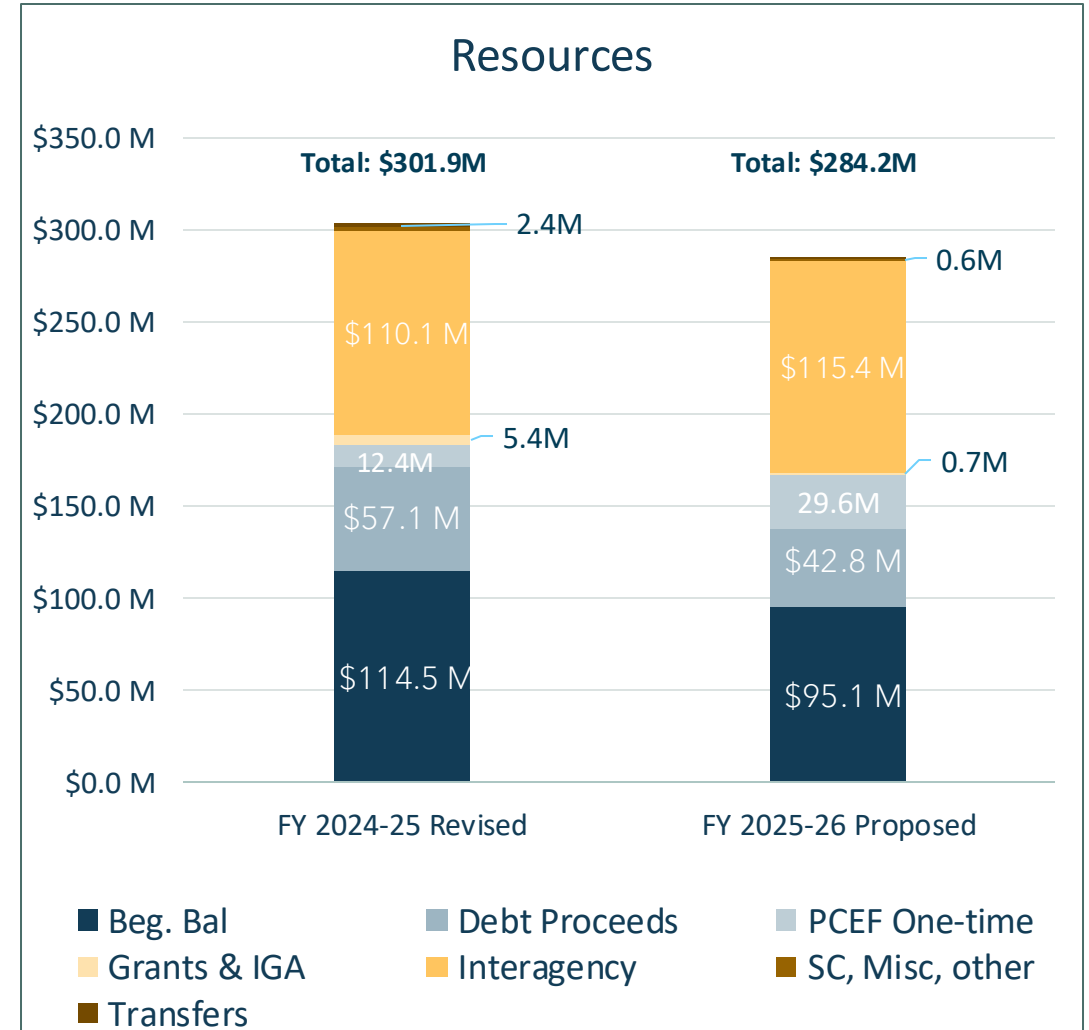 Resources
$350.0 M
Total: $301.9M Total: $284.2M
$300.0 M
2.4M
0.6M
$250.0 M
$110.1 M
$115.4 M
$200.0 M
5.4M
12.4M
0.7M
$150.0 M
$57.1 M
29.6M
$42.8 M
$100.0 M
$114.5 M
$95.1 M
$50.0 M
$0.0 M
FY 2024-25 Revised FY 2025-26 Proposed
Beg. Bal Debt Proceeds PCEF One-time
Grants & IGA Interagency SC, Misc, other
Transfers